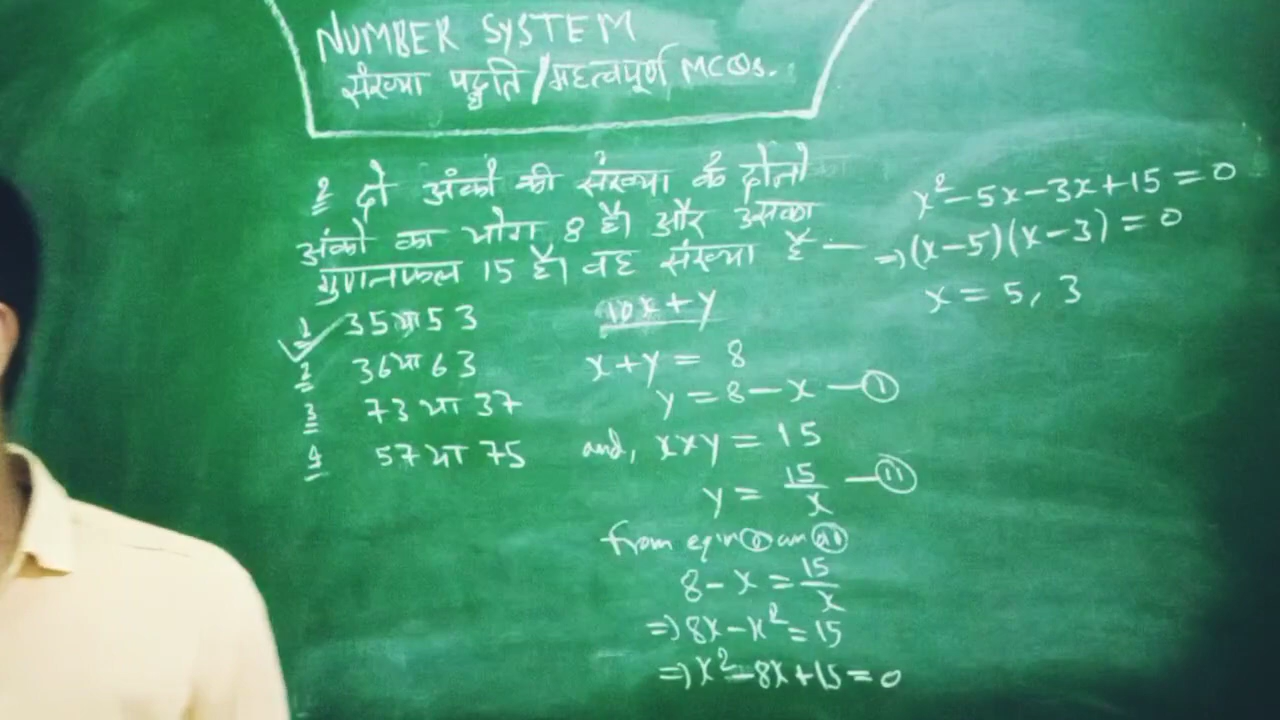 NUMBER SYSTEM
संख्या पद्धति/महत्वपूर्ण MCQs.
2 दो अंकों की संख्या के दोनों
अंको का योग 8 है। और उसका
गुणनफल 15 है। वह संख्या है —
1 35 या 53
2 36 या 63
3 73 या 37
4 57 या 75
10x + y
x + y = 8
y = 8 - x — (1)
and, x × y = 15
y = 15/x — (11)
from eqn (1) an (11)
8 - x = 15/x
⇒ 8x - x² = 15
⇒ x² - 8x + 15 = 0
x² - 5x - 3x + 15 = 0
⇒ (x - 5)(x - 3) = 0
x = 5, 3